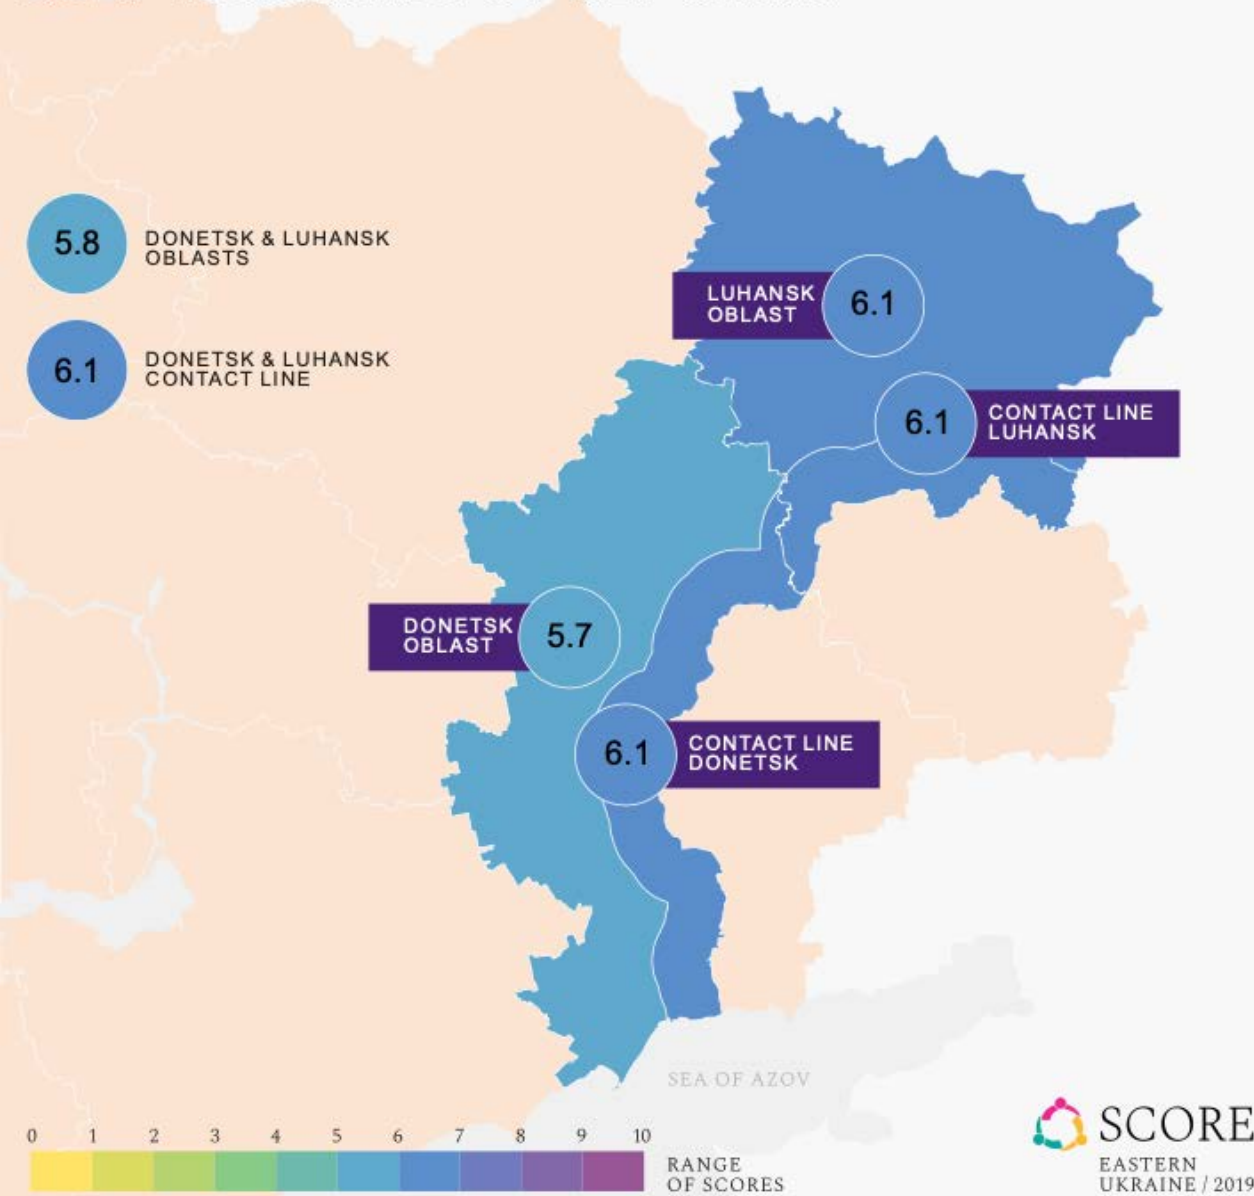 5.8
DONETSK & LUHANSK
OBLASTS
6.1
DONETSK & LUHANSK
CONTACT LINE
LUHANSK
OBLAST
6.1
6.1
CONTACT LINE
LUHANSK
DONETSK
OBLAST
5.7
6.1
CONTACT LINE
DONETSK
SEA OF AZOV
0 1 2 3 4 5 6 7 8 9 10
RANGE
OF SCORES
SCORE
EASTERN
UKRAINE / 2019